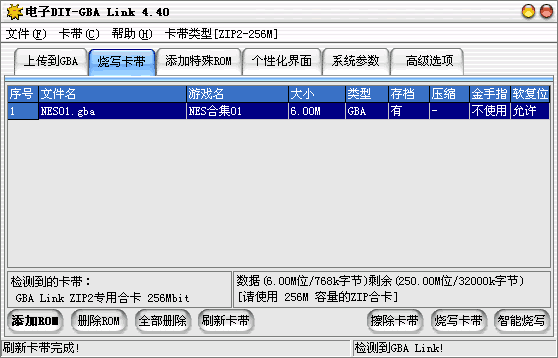 电子DIY-GBA Link 4.40
文件(F) 卡带(C) 帮助(H) 卡带类型[ZIP2-256M]
上传到GBA 烧写卡带 添加特殊ROM 个性化界面 系统参数 高级选项
序号 文件名 游戏名 大小 类型 存档 压缩 金手指 软复位
1 NES01.gba NES合集01 6.00M GBA 有 - 不使用 允许
检测到的卡带：
GBA Link ZIP2专用合卡 256Mbit
数据(6.00M位/768k字节)剩余(250.00M位/32000k字节)
[请使用 256M 容量的ZIP合卡]
添加ROM 删除ROM 全部删除 刷新卡带 擦除卡带 烧写卡带 智能烧写
刷新卡带完成! 检测到GBA Link!